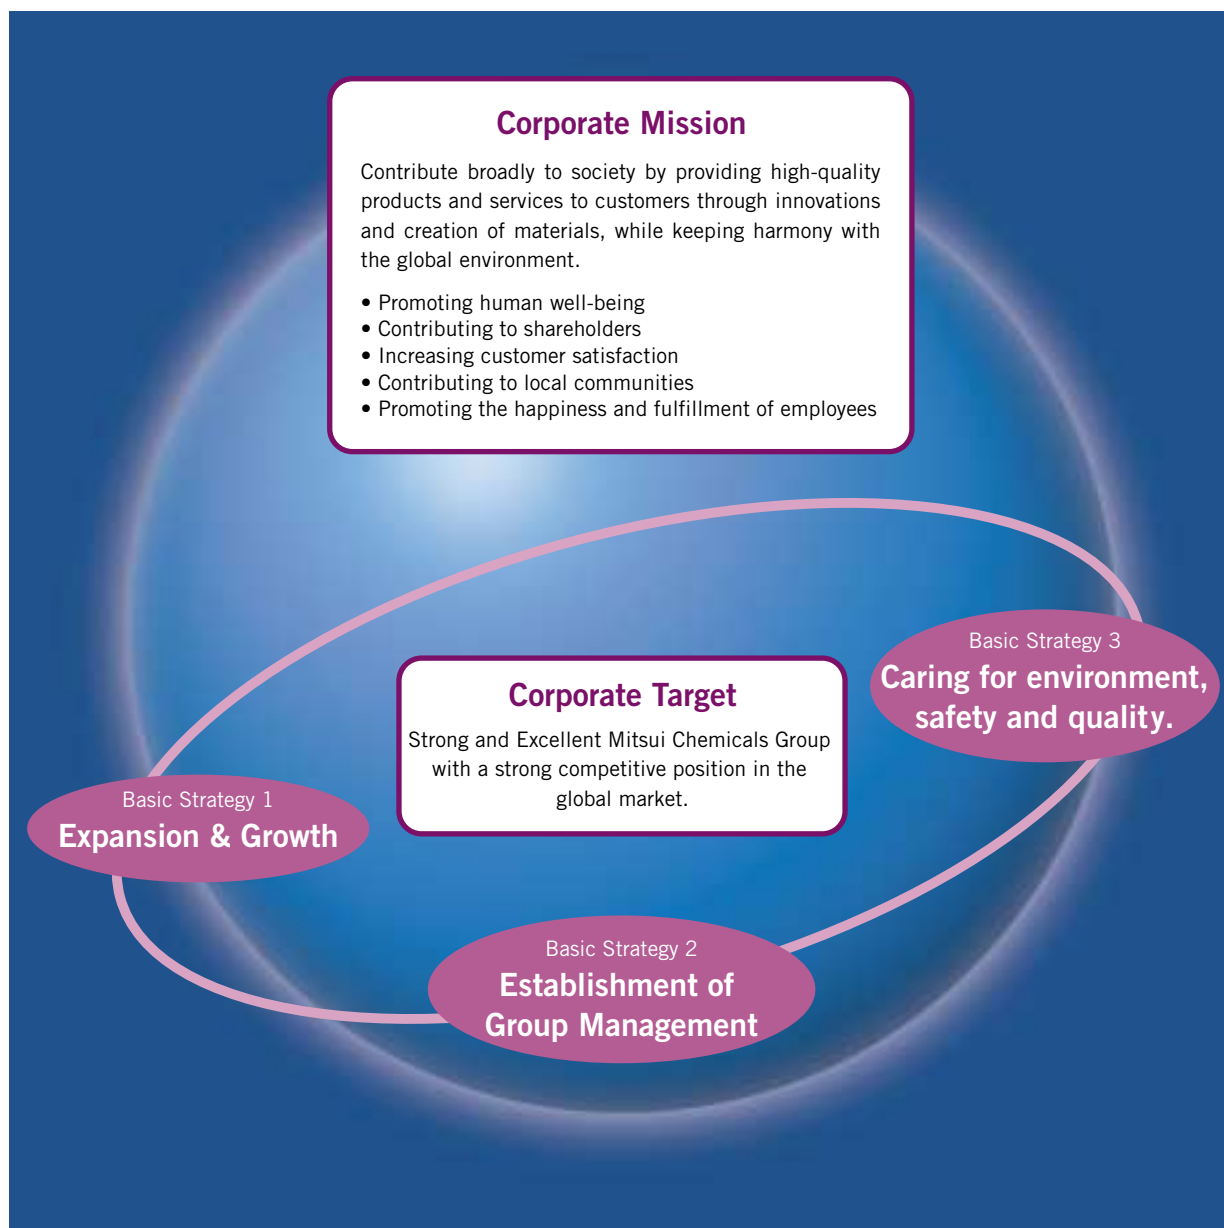 Corporate Mission
Contribute broadly to society by providing high-quality
products and services to customers through innovations
and creation of materials, while keeping harmony with
the global environment.
• Promoting human well-being
• Contributing to shareholders
• Increasing customer satisfaction
• Contributing to local communities
• Promoting the happiness and fulfillment of employees
Basic Strategy 3
Caring for environment,
safety and quality.
Corporate Target
Strong and Excellent Mitsui Chemicals Group
with a strong competitive position in the
global market.
Basic Strategy 1
Expansion & Growth
Basic Strategy 2
Establishment of
Group Management